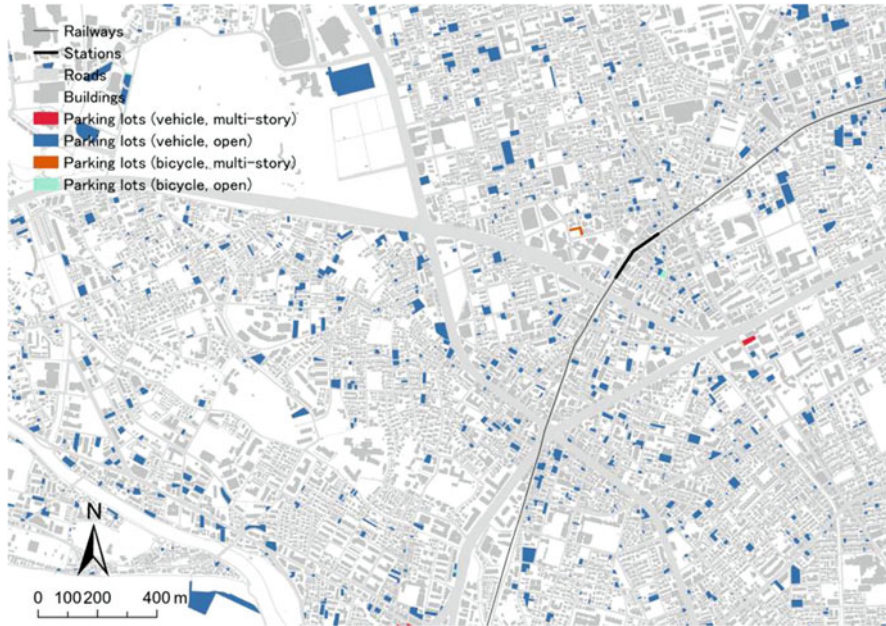 Railways
Stations
Roads
Buildings
Parking lots (vehicle, multi-story)
Parking lots (vehicle, open)
Parking lots (bicycle, multi-story)
Parking lots (bicycle, open)
N
0 100 200 400 m